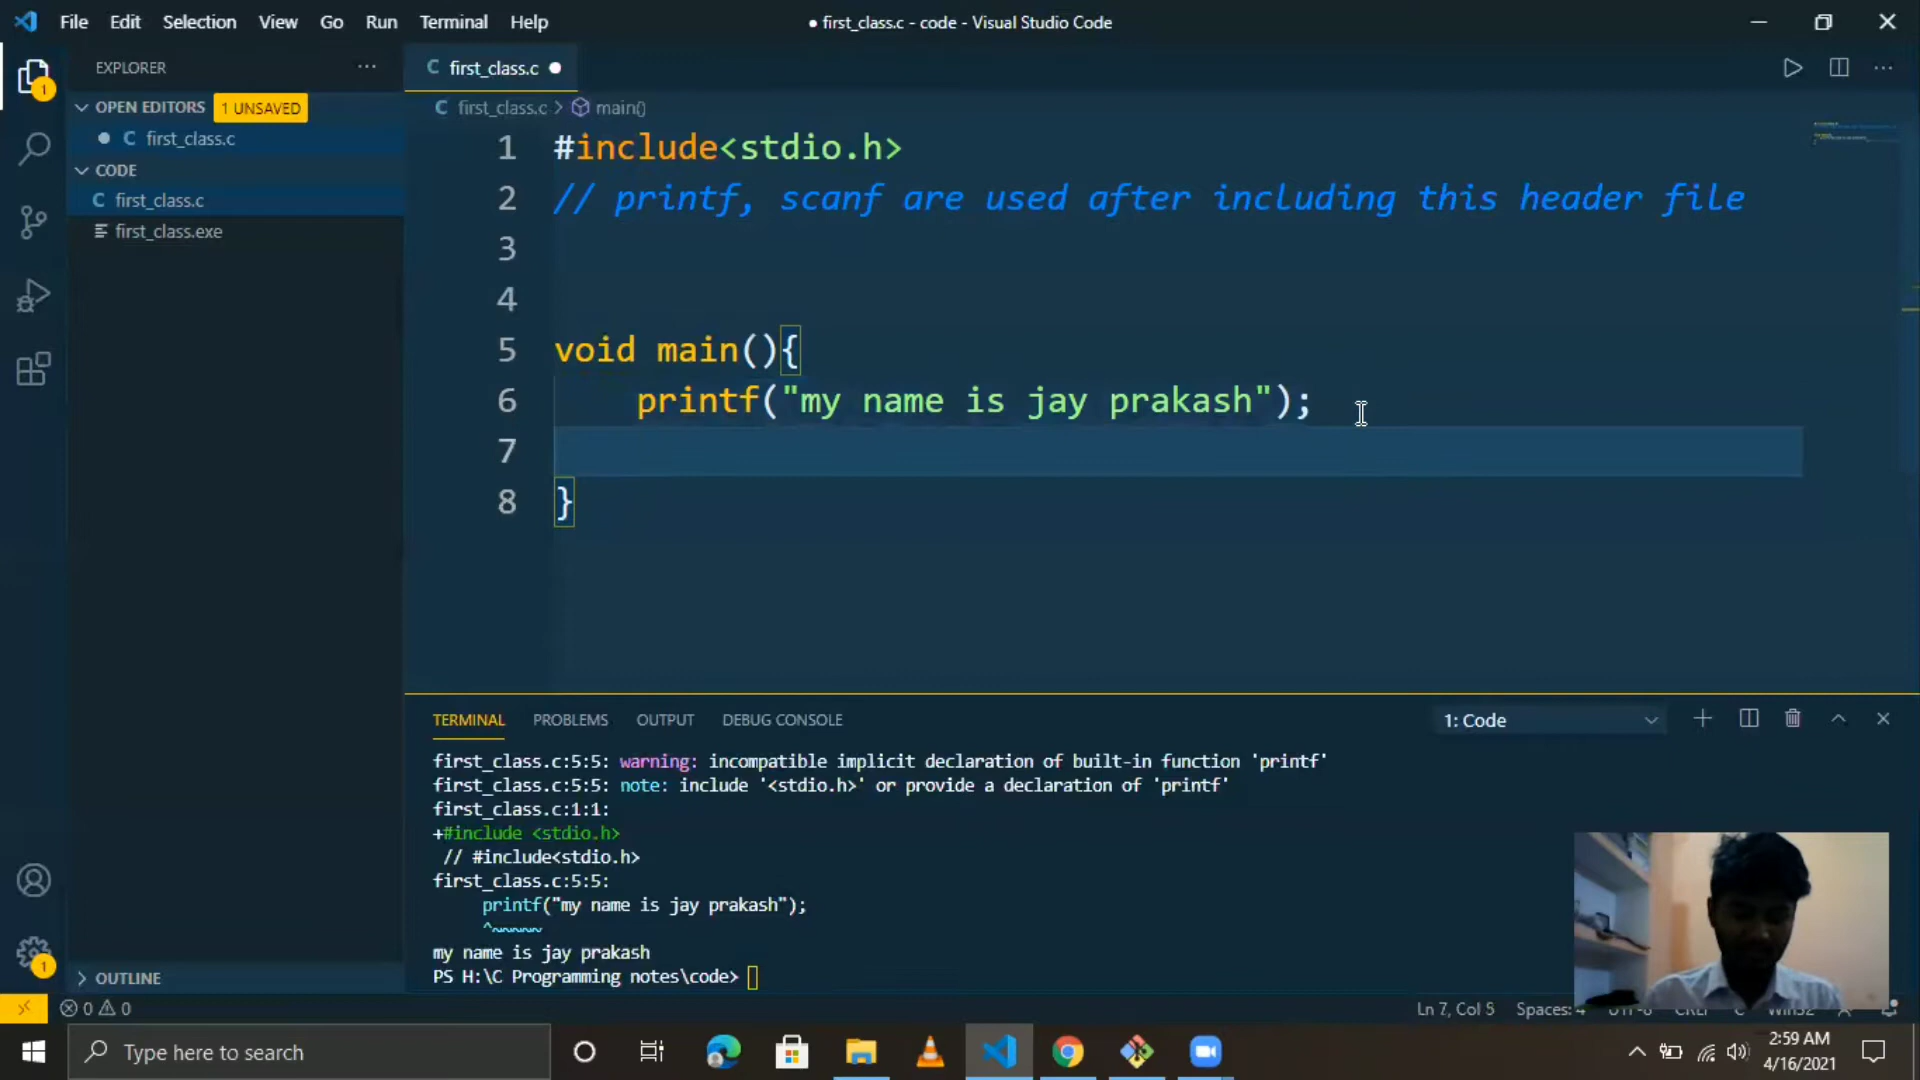 File Edit Selection View Go Run Terminal Help
● first_class.c - code - Visual Studio Code
EXPLORER
C first_class.c
OPEN EDITORS 1 UNSAVED
C first_class.c
CODE
C first_class.c
first_class.exe
C first_class.c > main()
1 #include<stdio.h>
2 // printf, scanf are used after including this header file
3
4
5 void main(){
6 printf("my name is jay prakash");
7
8 }
TERMINAL PROBLEMS OUTPUT DEBUG CONSOLE
1: Code
first_class.c:5:5: warning: incompatible implicit declaration of built-in function 'printf'
first_class.c:5:5: note: include '<stdio.h>' or provide a declaration of 'printf'
first_class.c:1:1:
+#include <stdio.h>
// #include<stdio.h>
first_class.c:5:5:
printf("my name is jay prakash");
^~~~~~
my name is jay prakash
PS H:\C Programming notes\code>
OUTLINE
1
1
0 0
Ln 7, Col 5 Spaces: 4 UTF-8 CRLF C Win32
Type here to search
2:59 AM
4/16/2021